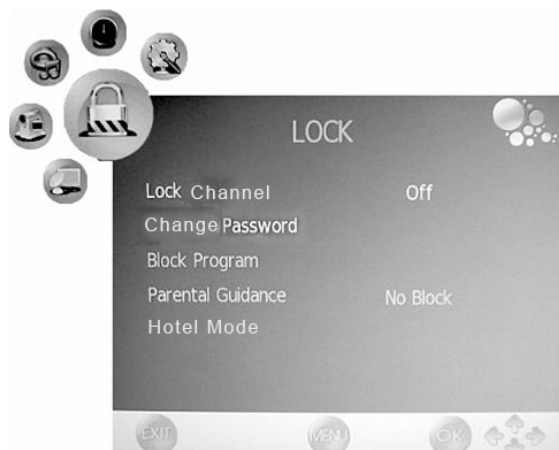 LOCK
Lock Channel Off
Change Password
Block Program
Parental Guidance No Block
Hotel Mode
EXIT MENU OK